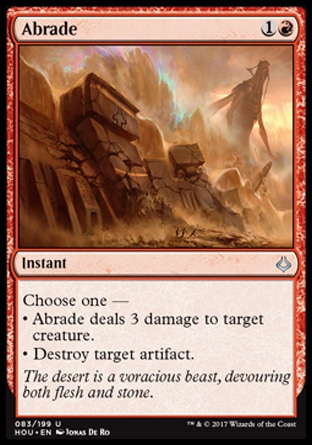 Abrade 1
Instant
Choose one —
• Abrade deals 3 damage to target
creature.
• Destroy target artifact.
The desert is a voracious beast, devouring
both flesh and stone.
083/199 U
HOU • EN Jonas De Ro
™ & © 2017 Wizards of the Coast